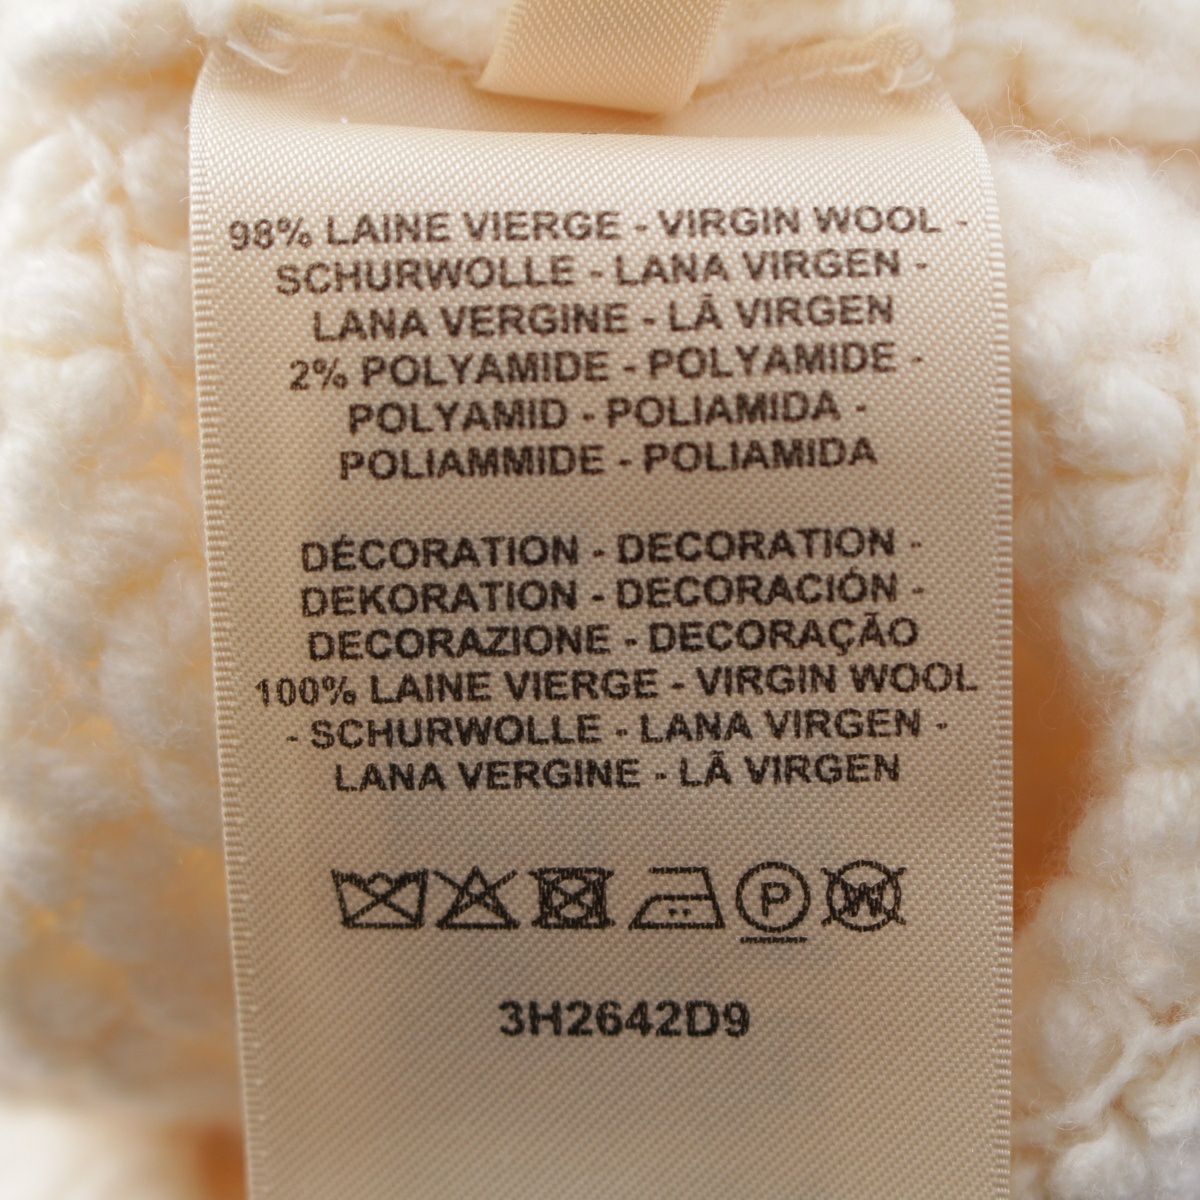 98% LAINE VIERGE - VIRGIN WOOL -
SCHURWOLLE - LANA VIRGEN -
LANA VERGINE - LÃ VIRGEN
2% POLYAMIDE - POLYAMIDE -
POLYAMID - POLIAMIDA -
POLIAMMIDE - POLIAMIDA
DÉCORATION - DECORATION -
DEKORATION - DECORACIÓN -
DECORAZIONE - DECORAÇÃO
100% LAINE VIERGE - VIRGIN WOOL
- SCHURWOLLE - LANA VIRGEN -
LANA VERGINE - LÃ VIRGEN
P W
3H2642D9